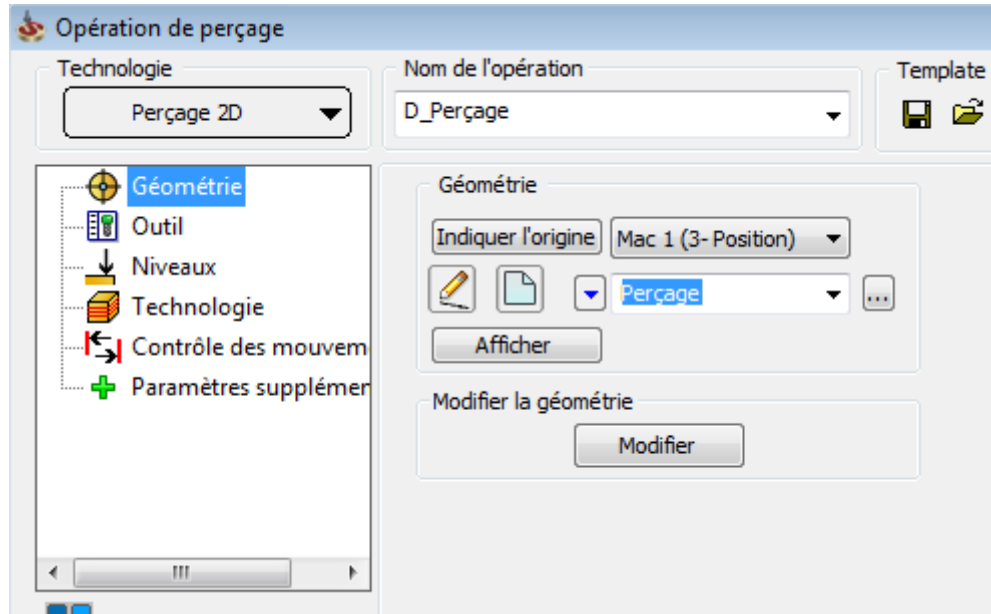 Opération de perçage
Technologie
Nom de l'opération
Template
Perçage 2D
D_Perçage
Géométrie
Outil
Niveaux
Technologie
Contrôle des mouvem
Paramètres supplémen
Géométrie
Indiquer l'origine
Mac 1 (3- Position)
Perçage
...
Afficher
Modifier la géométrie
Modifier